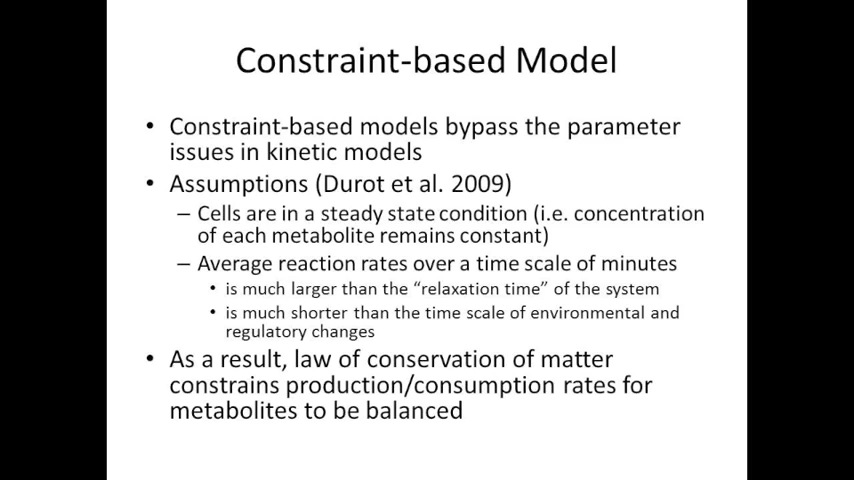 Constraint-based Model
• Constraint-based models bypass the parameter
issues in kinetic models
• Assumptions (Durot et al. 2009)
– Cells are in a steady state condition (i.e. concentration
of each metabolite remains constant)
– Average reaction rates over a time scale of minutes
• is much larger than the “relaxation time” of the system
• is much shorter than the time scale of environmental and
regulatory changes
• As a result, law of conservation of matter
constrains production/consumption rates for
metabolites to be balanced